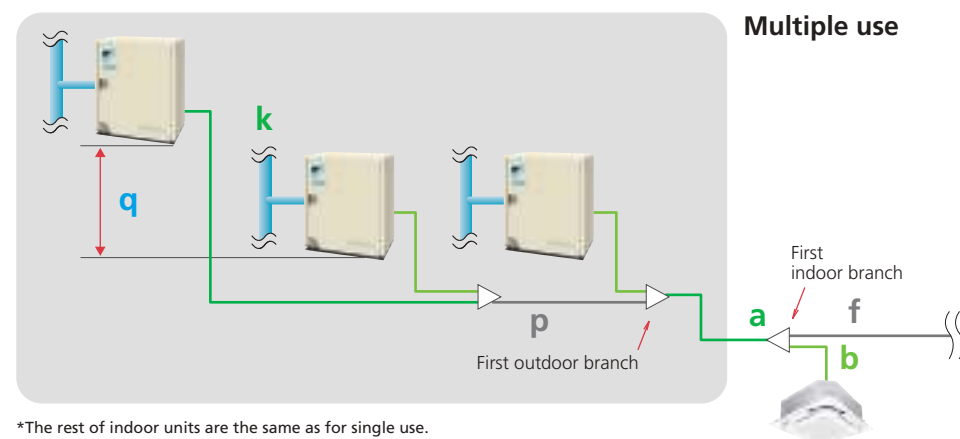 Multiple use
k
q
First
indoor branch
p
a
f
First outdoor branch
b
*The rest of indoor units are the same as for single use.